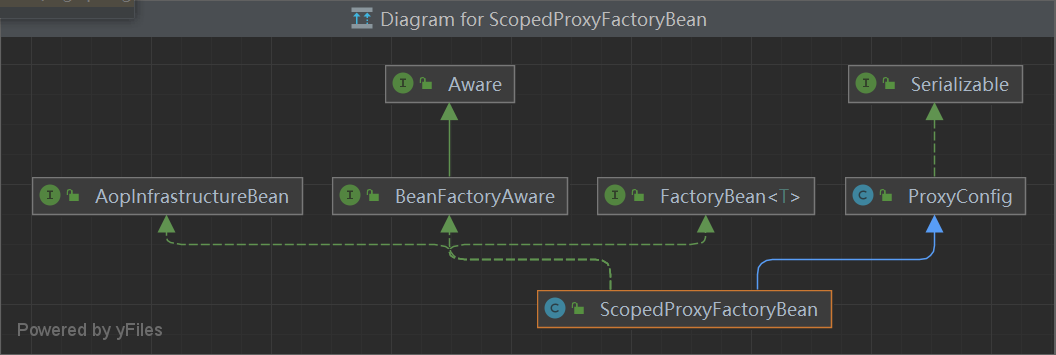 Diagram for ScopedProxyFactoryBean
I Aware
I Serializable
I AopInfrastructureBean
I BeanFactoryAware
I FactoryBean<T>
C ProxyConfig
C ScopedProxyFactoryBean
Powered by yFiles